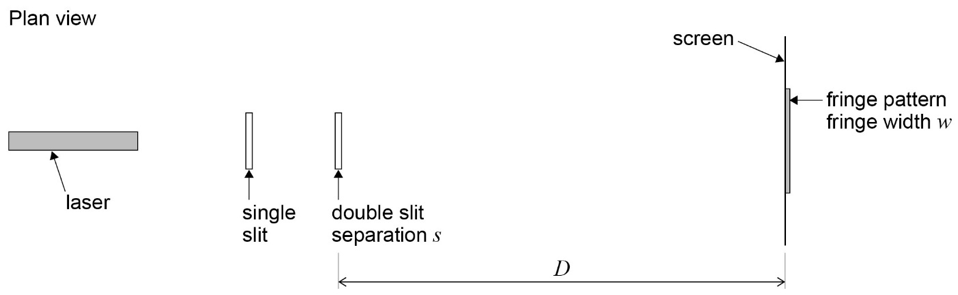 Plan view
screen
fringe pattern
fringe width w
laser
single
slit
double slit
separation s
D